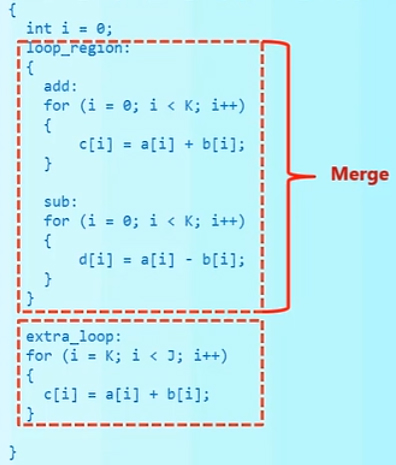 {
int i = 0;
loop_region:
{
add:
for (i = 0; i < K; i++)
{
c[i] = a[i] + b[i];
}
sub:
for (i = 0; i < K; i++)
{
d[i] = a[i] - b[i];
}
}
Merge
extra_loop:
for (i = K; i < J; i++)
{
c[i] = a[i] + b[i];
}
}